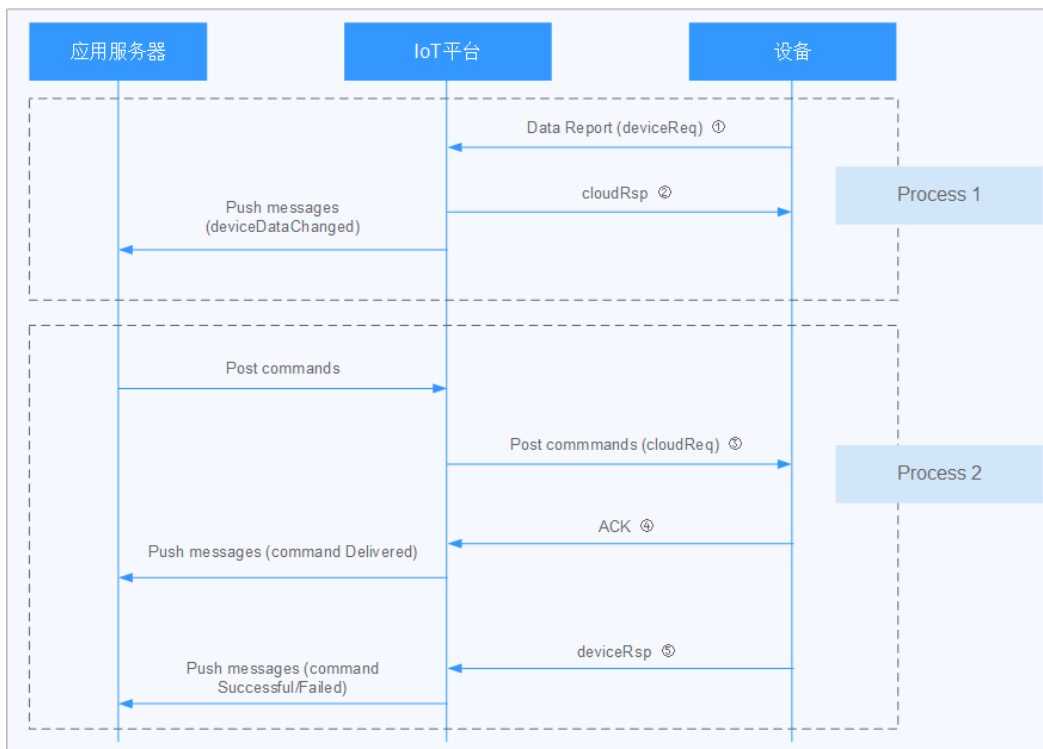 应用服务器
IoT平台
设备
Data Report (deviceReq) ①
cloudRsp ②
Process 1
Push messages
(deviceDataChanged)
Post commands
Post commmands (cloudReq) ③
Process 2
ACK ④
Push messages (command Delivered)
deviceRsp ⑤
Push messages (command
Successful/Failed)